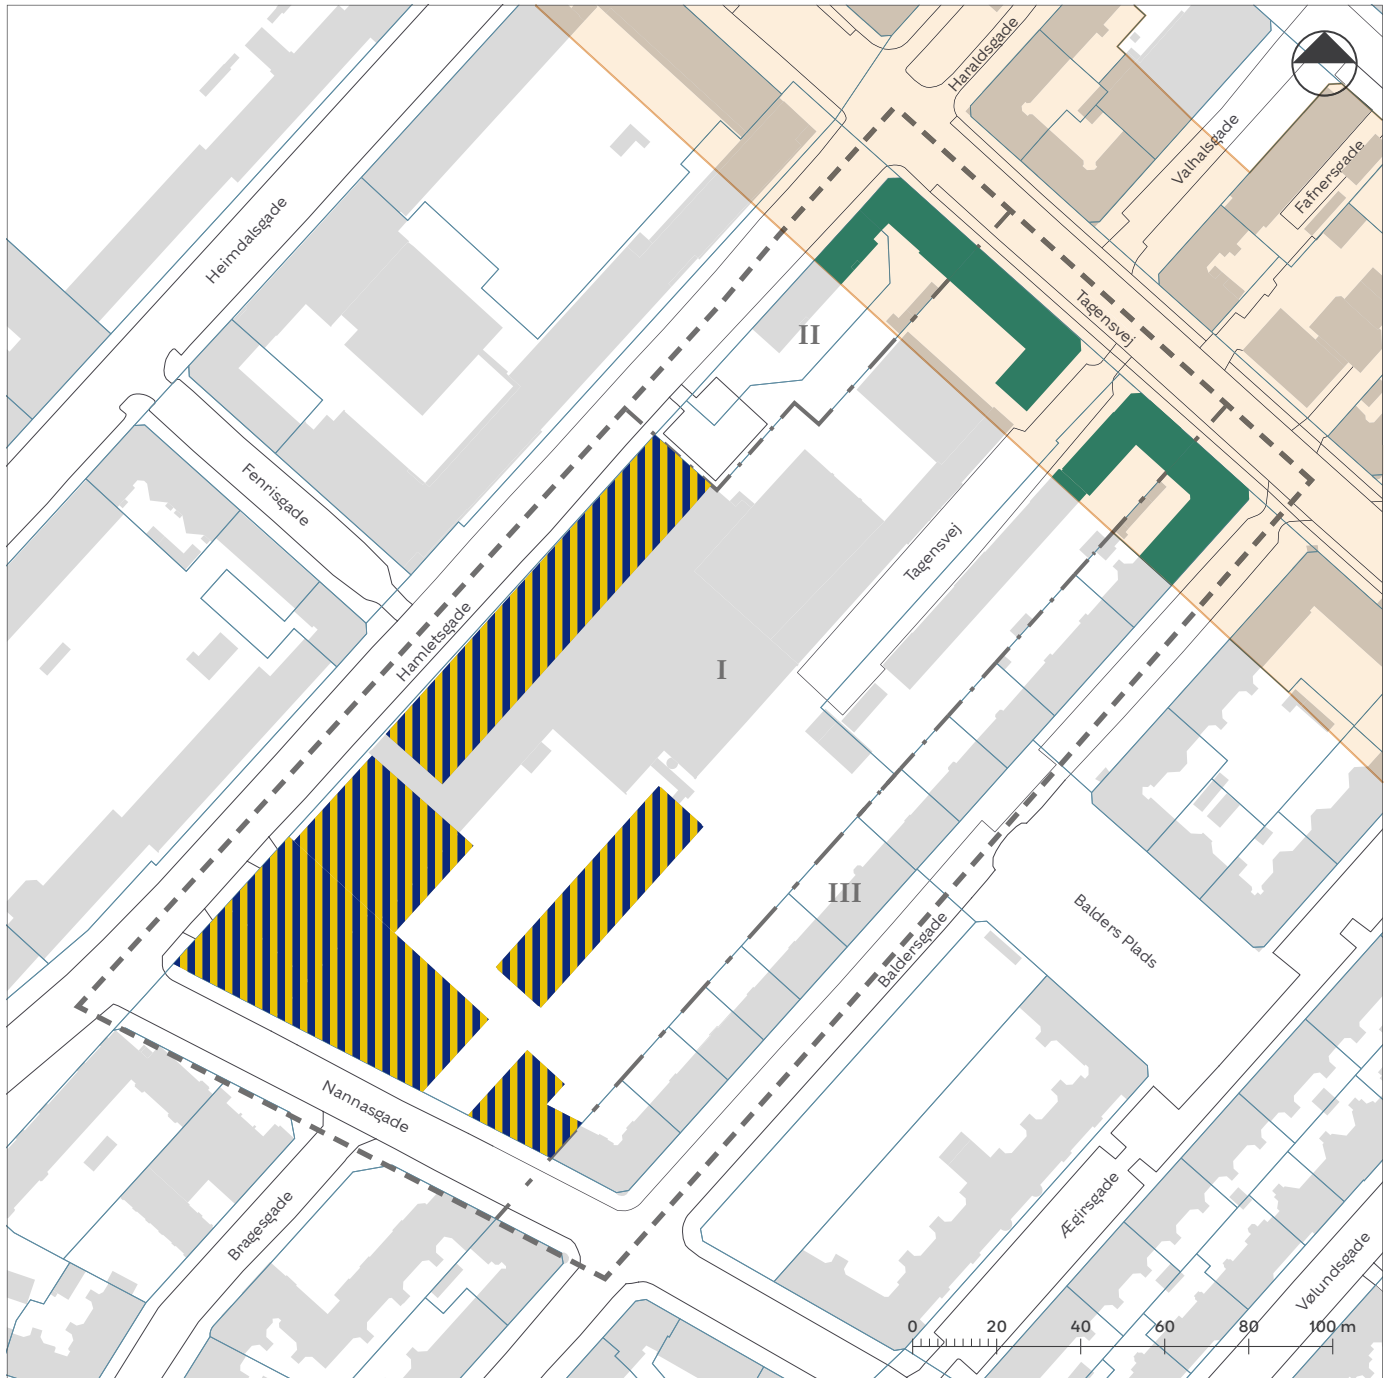 Haraldsgade
Valhalsgade
Fafnersgade
Heimdalsgade
Tagensvej
II
Fenrisgade
Tagensvej
Hamletsgade
I
III
Baldersgade
Balders Plads
Nannasgade
Bragesgade
Ægirsgade
Vølundsgade
0 20 40 60 80 100 m